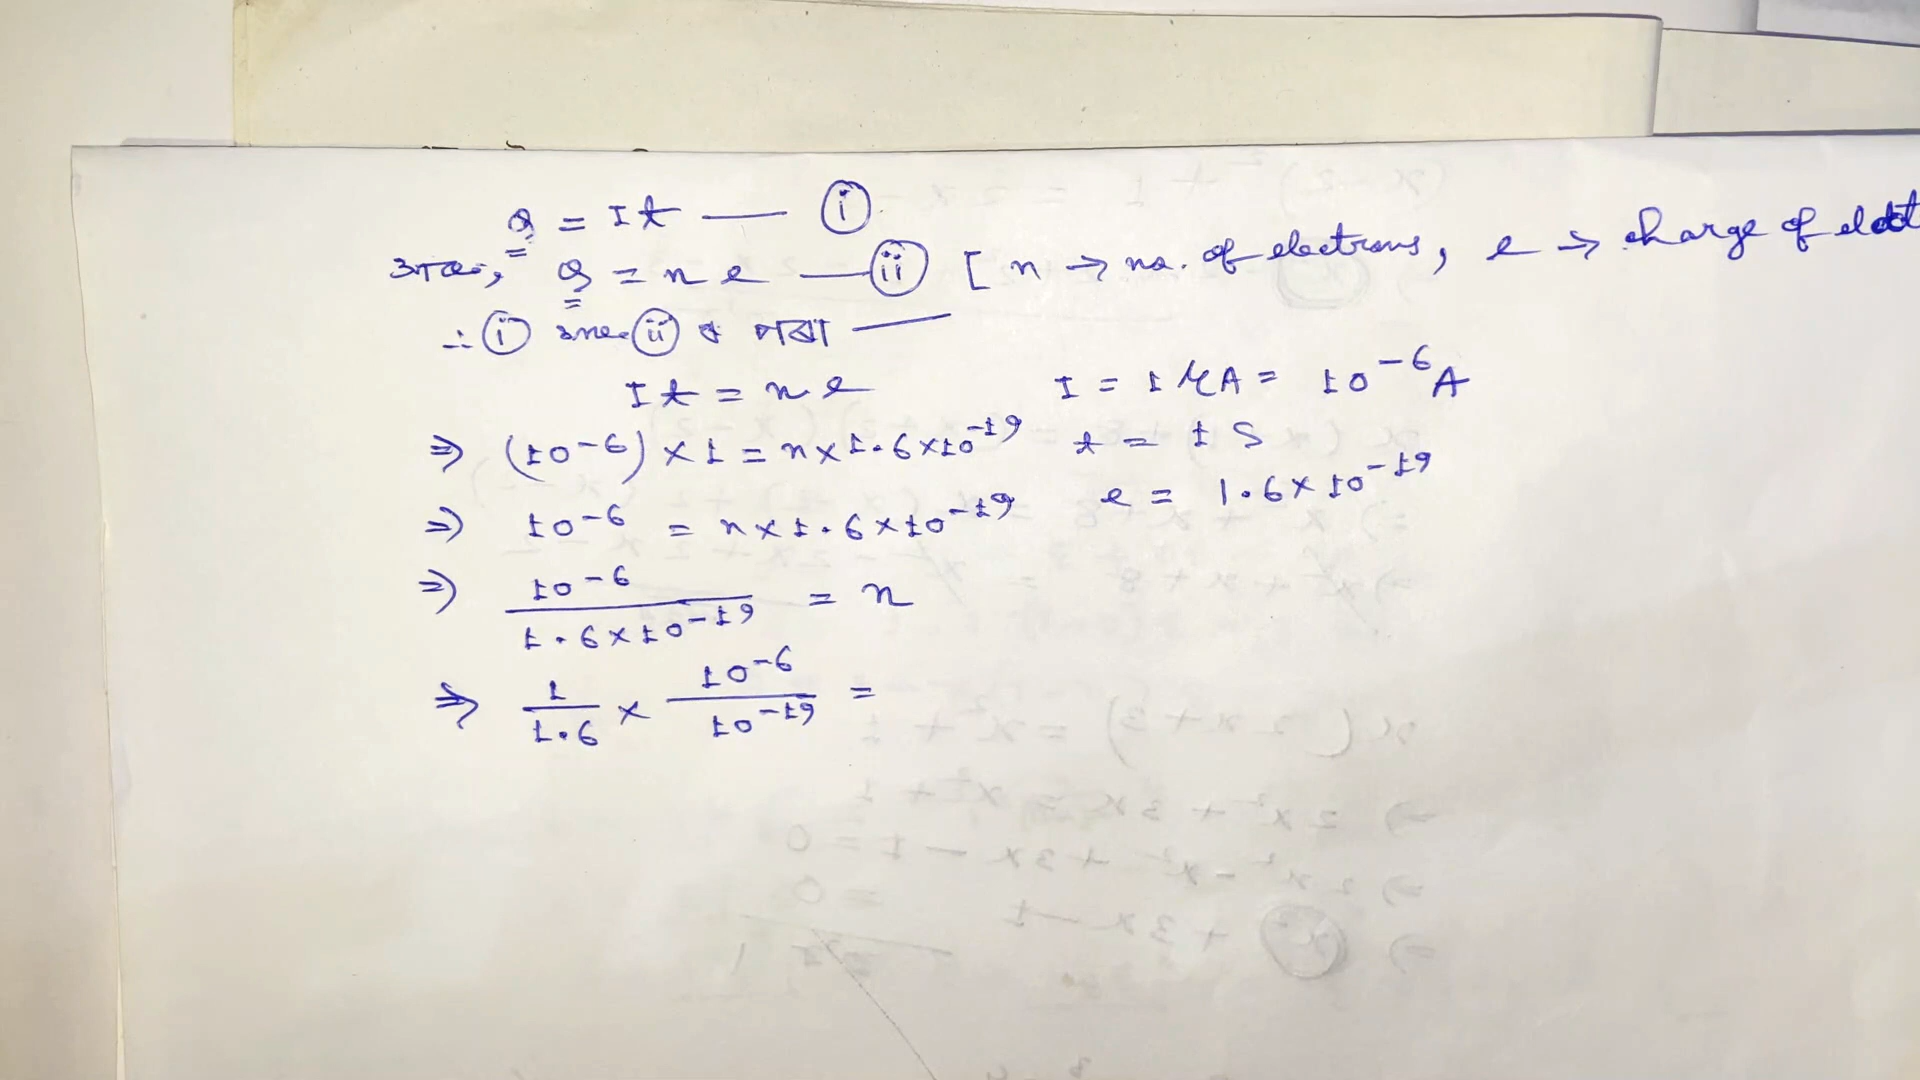 Q = It — (i)
Q = ne — (ii) [ n → no. of electrons, e → charge of elect
∴ (i) (ii) ৰ পৰা —
It = ne I = 1 μA = 10^-6 A
⇒ (10^-6) × 1 = n × 1.6 × 10^-19 t = 1 S
⇒ 10^-6 = n × 1.6 × 10^-19 e = 1.6 × 10^-19
⇒ 10^-6 / 1.6 × 10^-19 = n
⇒ 1/1.6 × 10^-6/10^-19 =